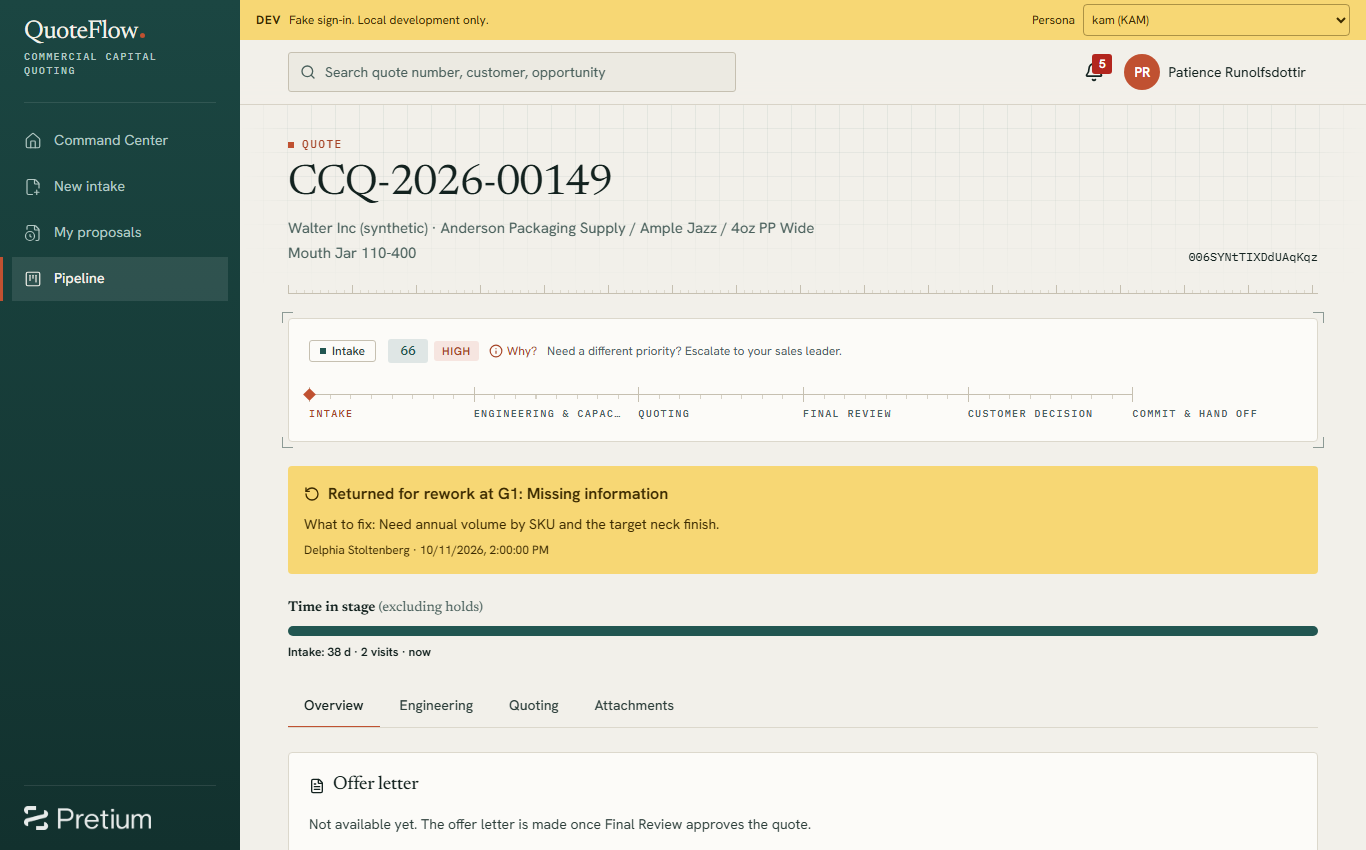 QuoteFlow.
COMMERCIAL CAPITAL
QUOTING
Command Center
New intake
My proposals
Pipeline
Pretium
DEV Fake sign-in. Local development only.
Persona kam (KAM)
Search quote number, customer, opportunity
5
PR Patience Runolfsdottir
QUOTE
CCQ-2026-00149
Walter Inc (synthetic) · Anderson Packaging Supply / Ample Jazz / 4oz PP Wide
Mouth Jar 110-400
006SYNtTIXDdUAqKqz
Intake 66 HIGH Why? Need a different priority? Escalate to your sales leader.
INTAKE ENGINEERING & CAPAC… QUOTING FINAL REVIEW CUSTOMER DECISION COMMIT & HAND OFF
Returned for rework at G1: Missing information
What to fix: Need annual volume by SKU and the target neck finish.
Delphia Stoltenberg · 10/11/2026, 2:00:00 PM
Time in stage (excluding holds)
Intake: 38 d · 2 visits · now
Overview Engineering Quoting Attachments
Offer letter
Not available yet. The offer letter is made once Final Review approves the quote.